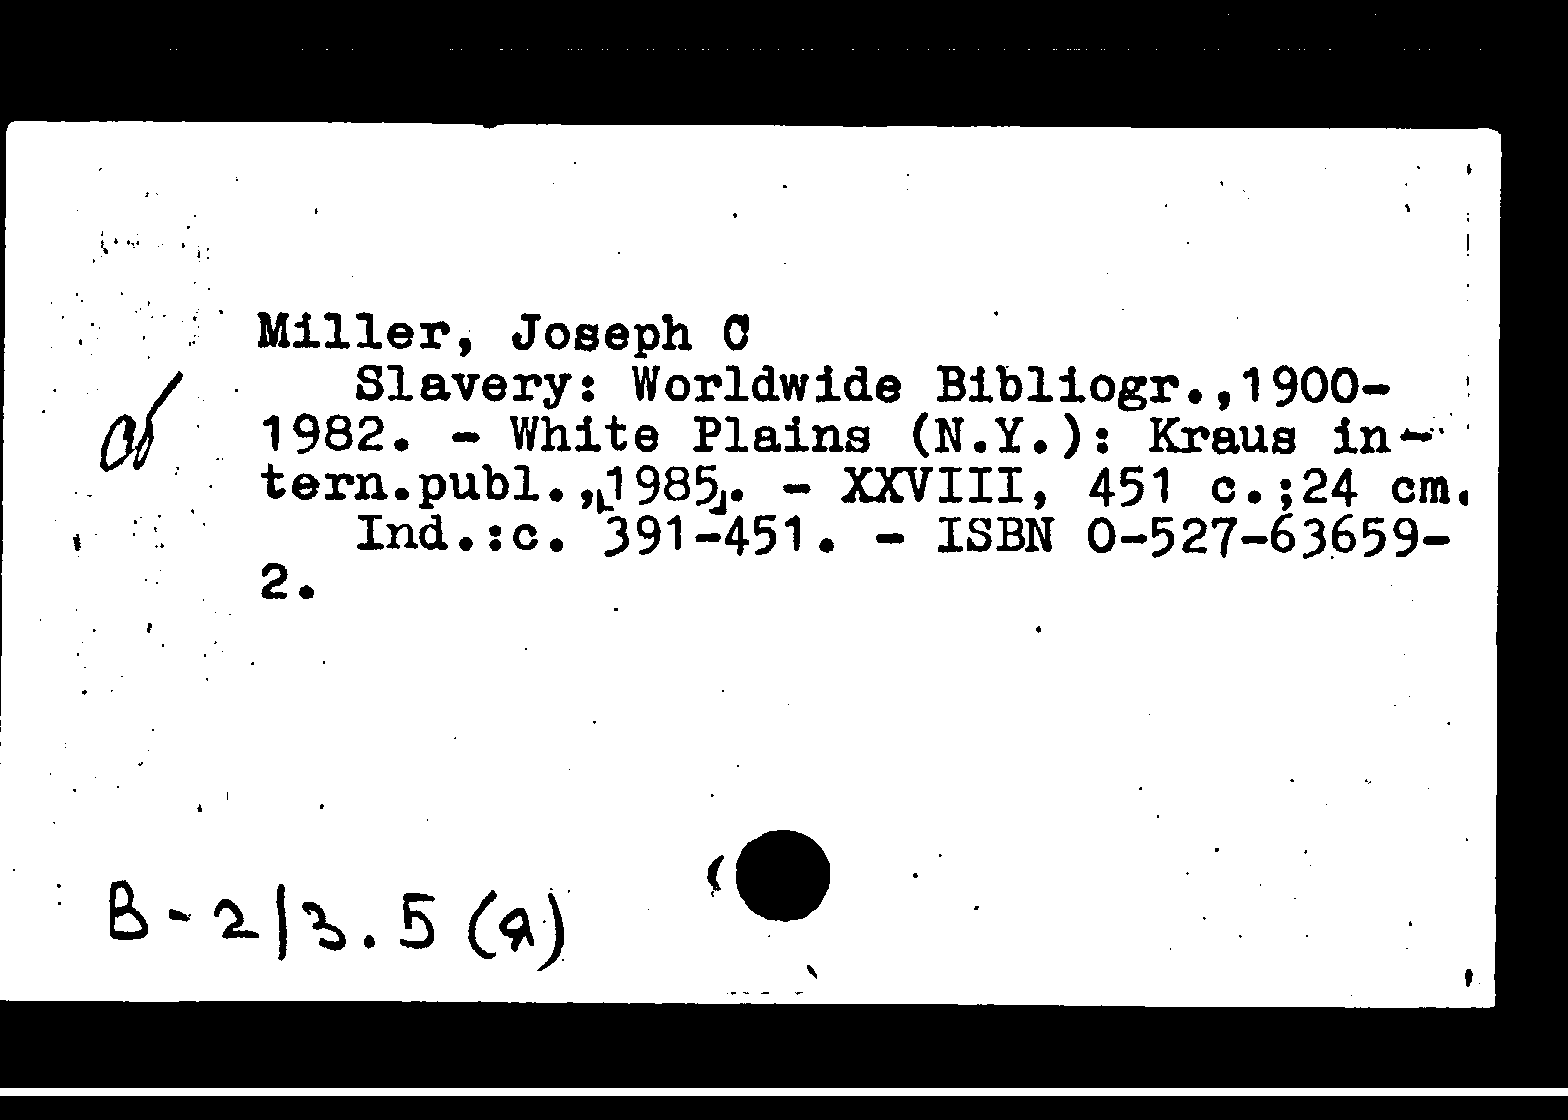 Miller, Joseph C
Slavery: Worldwide Bibliogr.,1900-
1982. - White Plains (N.Y.): Kraus in-
tern.publ.,[1985]. - XXVIII, 451 c.;24 cm.
Ind.:c. 391-451. - ISBN 0-527-63659-
2.
В-2/3.5(Я)